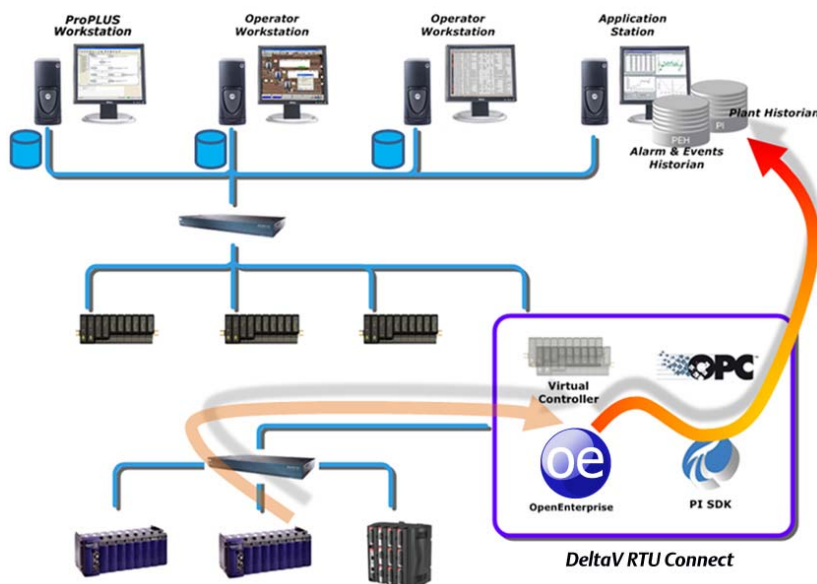 ProPLUS
Workstation
Operator
Workstation
Operator
Workstation
Application
Station
Plant Historian
PI
PEH
Alarm & Events
Historian
Virtual
Controller
OPC™
oe
OpenEnterprise
PI SDK
DeltaV RTU Connect